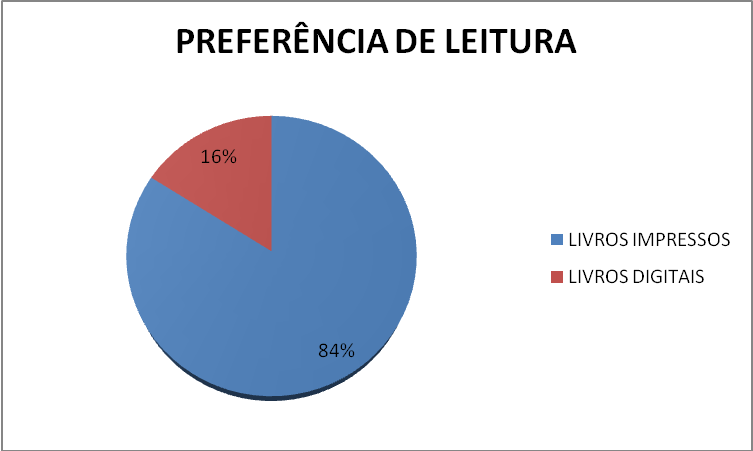 PREFERÊNCIA DE LEITURA
16%
84%
LIVROS IMPRESSOS
LIVROS DIGITAIS